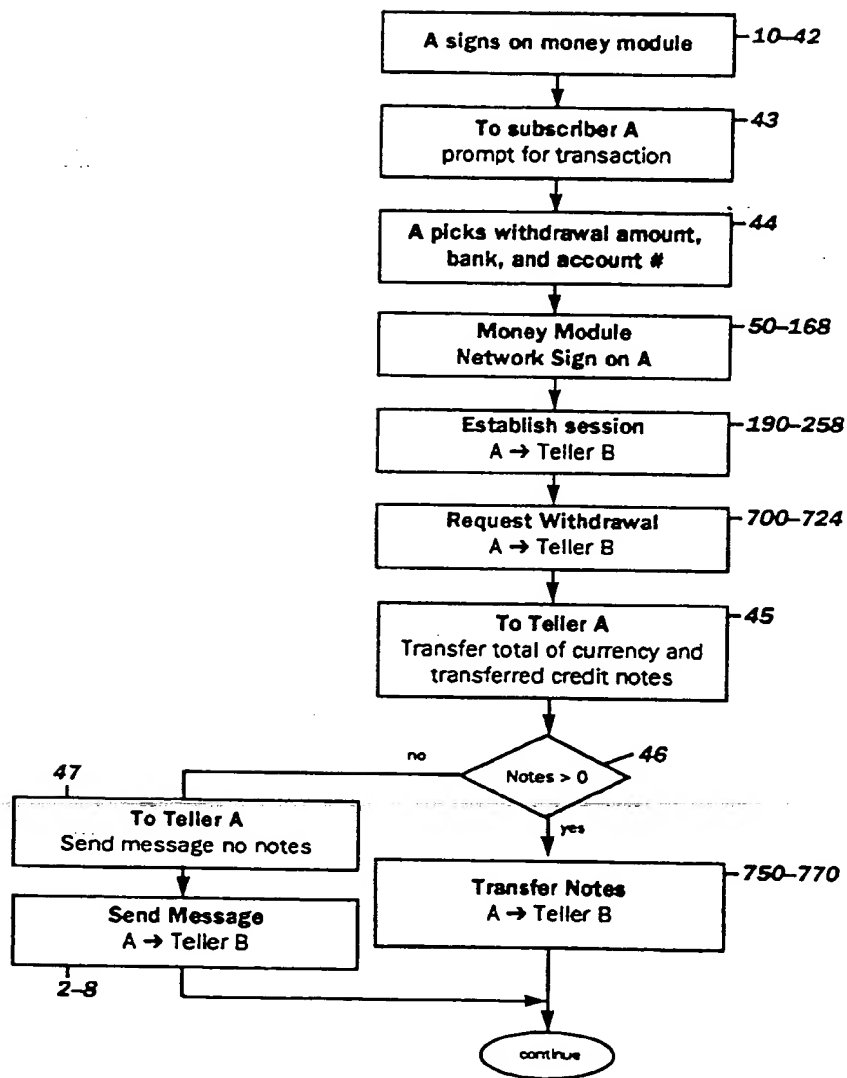 A signs on money module
10–42
To subscriber A
prompt for transaction
43
A picks withdrawal amount,
bank, and account #
44
Money Module
Network Sign on A
50–168
Establish session
A → Teller B
190–258
Request Withdrawal
A → Teller B
700–724
To Teller A
Transfer total of currency and
transferred credit notes
45
Notes > 0
46
no
yes
47
To Teller A
Send message no notes
Send Message
A → Teller B
2–8
Transfer Notes
A → Teller B
750–770
continue